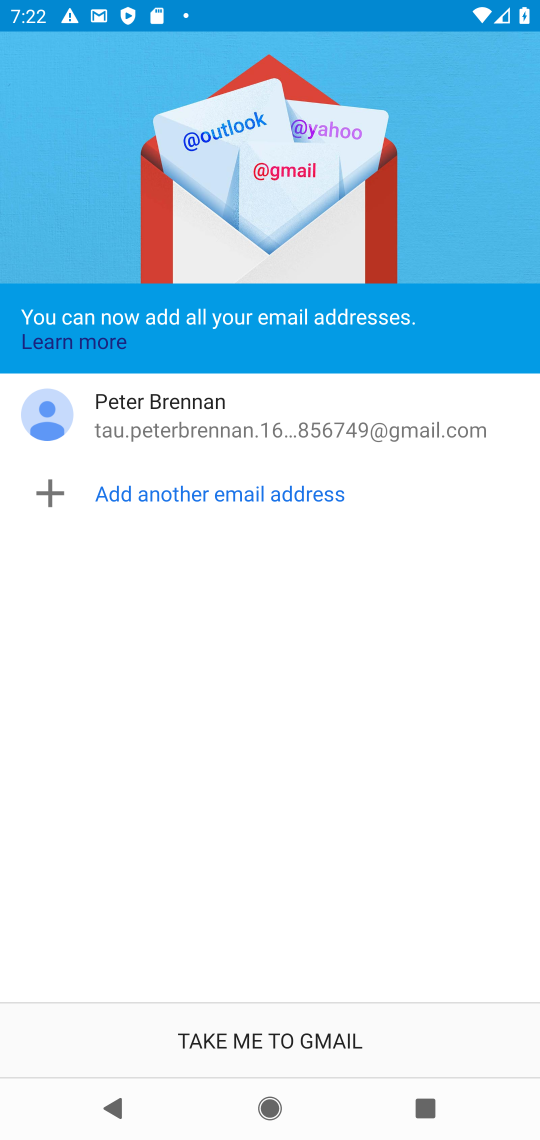 7:22
@outlook
@yahoo
@gmail
You can now add all your email addresses.
Learn more
Peter Brennan
tau.peterbrennan.16...856749@gmail.com
Add another email address
TAKE ME TO GMAIL